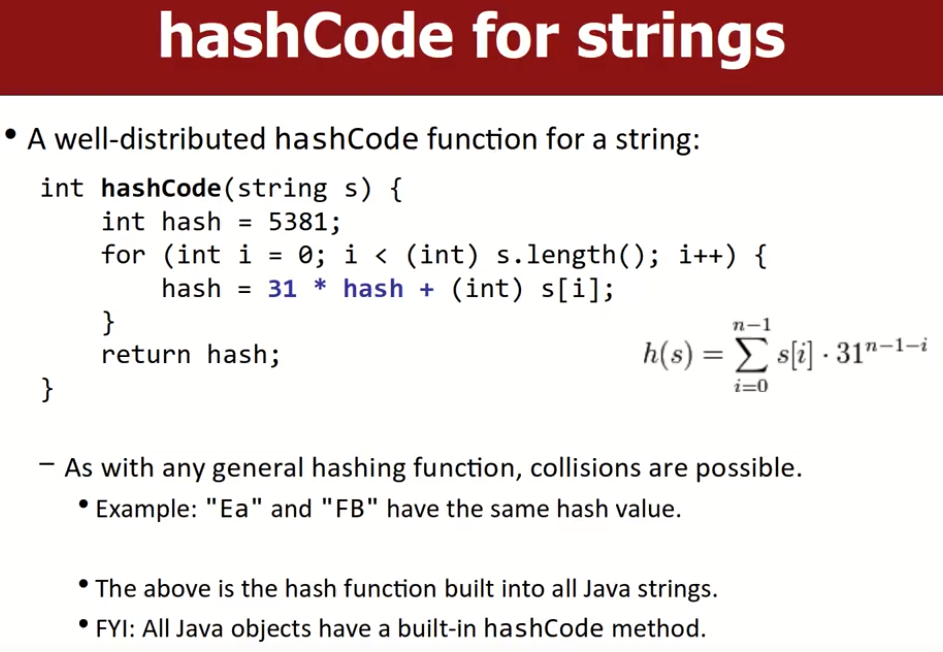 hashCode for strings
• A well-distributed hashCode function for a string:
int hashCode(string s) {
    int hash = 5381;
    for (int i = 0; i < (int) s.length(); i++) {
        hash = 31 * hash + (int) s[i];
    }
    return hash;
}
h(s) = ∑_{i=0}^{n−1} s[i] · 31^{n−1−i}
– As with any general hashing function, collisions are possible.
• Example: "Ea" and "FB" have the same hash value.
• The above is the hash function built into all Java strings.
• FYI: All Java objects have a built-in hashCode method.